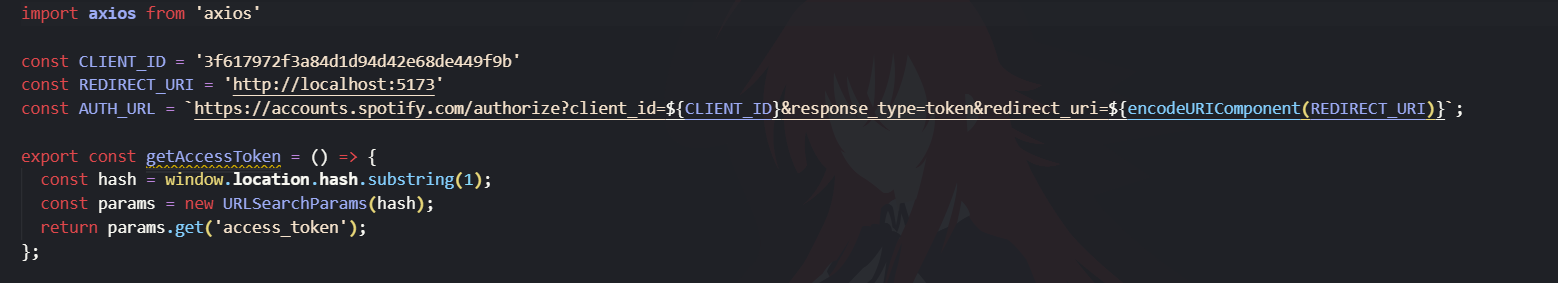 import axios from 'axios'
const CLIENT_ID = '3f617972f3a84d1d94d42e68de449f9b'
const REDIRECT_URI = 'http://localhost:5173'
const AUTH_URL = `https://accounts.spotify.com/authorize?client_id=${CLIENT_ID}&response_type=token&redirect_uri=${encodeURIComponent(REDIRECT_URI)}`;
export const getAccessToken = () => {
const hash = window.location.hash.substring(1);
const params = new URLSearchParams(hash);
return params.get('access_token');
};